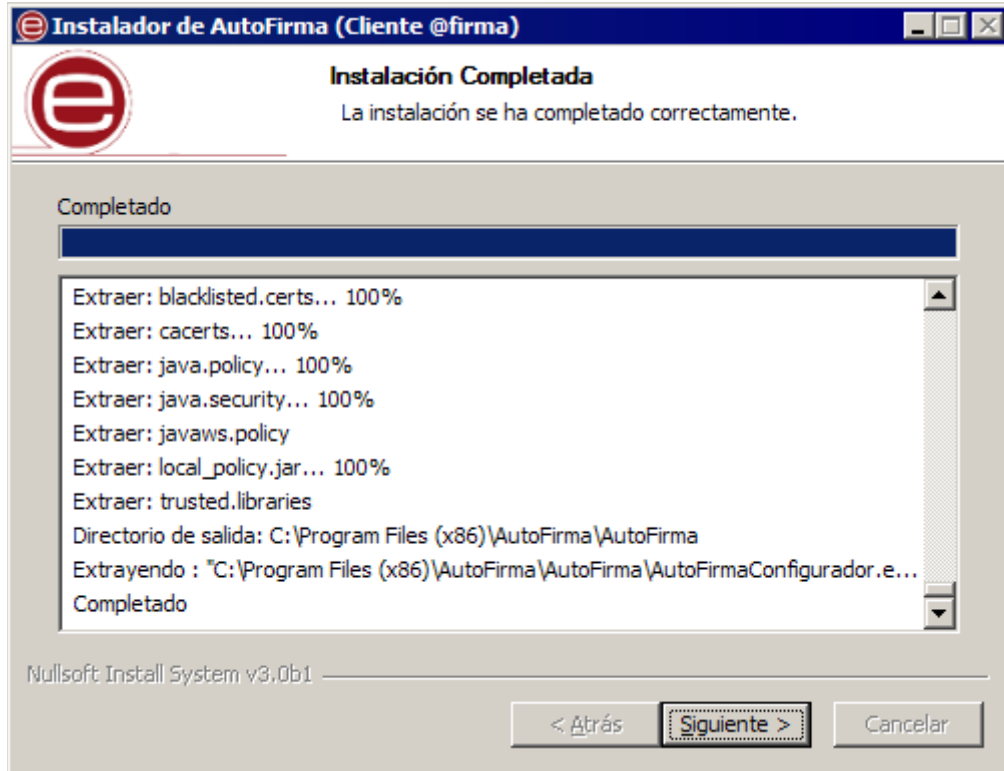 Instalador de AutoFirma (Cliente @firma)
Instalación Completada
La instalación se ha completado correctamente.
Completado
Extraer: blacklisted.certs... 100%
Extraer: cacerts... 100%
Extraer: java.policy... 100%
Extraer: java.security... 100%
Extraer: javaws.policy
Extraer: local_policy.jar... 100%
Extraer: trusted.libraries
Directorio de salida: C:\Program Files (x86)\AutoFirma\AutoFirma
Extrayendo : "C:\Program Files (x86)\AutoFirma\AutoFirma\AutoFirmaConfigurador.e...
Completado
Nullsoft Install System v3.0b1
< Atrás Siguiente > Cancelar